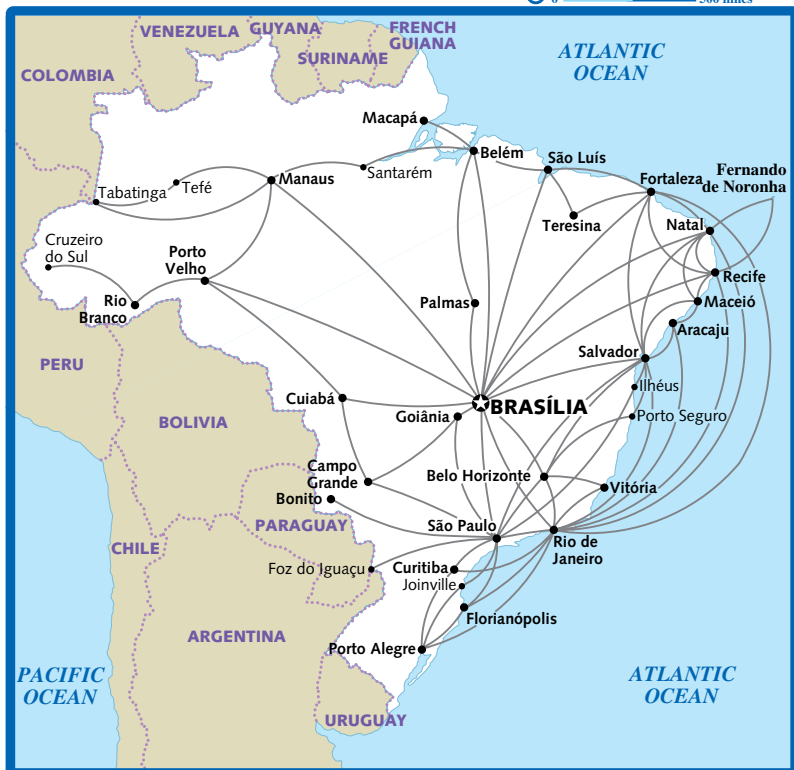 0 500 miles
VENEZUELA
GUYANA
FRENCH
GUIANA
SURINAME
COLOMBIA
ATLANTIC
OCEAN
Macapá
Belém
São Luís
Fortaleza
Fernando
de Noronha
Santarém
Manaus
Tefé
Tabatinga
Teresina
Natal
Cruzeiro
do Sul
Porto
Velho
Recife
Rio
Branco
Palmas
Maceió
Aracaju
PERU
Salvador
Cuiabá
Ilhéus
BRASÍLIA
Goiânia
Porto Seguro
BOLIVIA
Campo
Grande
Belo Horizonte
Vitória
Bonito
PARAGUAY
São Paulo
CHILE
Rio de
Janeiro
Foz do Iguaçu
Curitiba
Joinville
Florianópolis
ARGENTINA
Porto Alegre
PACIFIC
OCEAN
ATLANTIC
OCEAN
URUGUAY